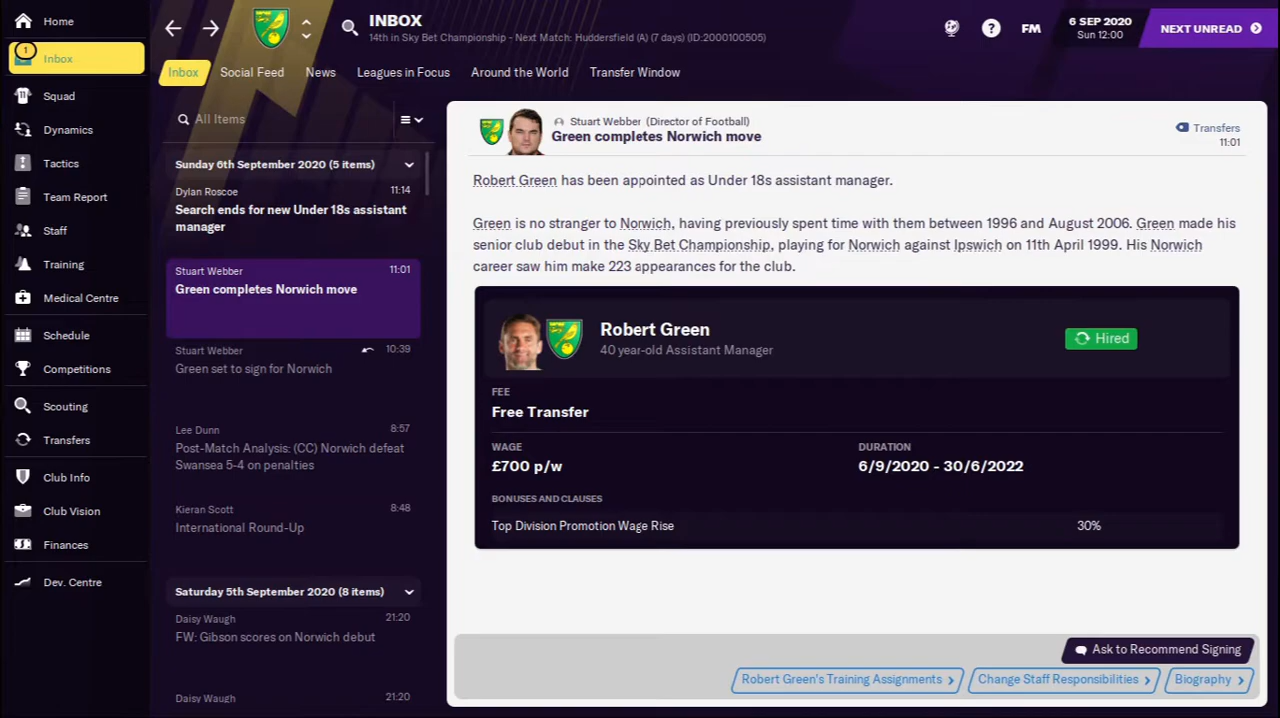 Home
1
Inbox
Squad
Dynamics
Tactics
Team Report
Staff
Training
Medical Centre
Schedule
Competitions
Scouting
Transfers
Club Info
Club Vision
Finances
Dev. Centre
INBOX
14th in Sky Bet Championship - Next Match: Huddersfield (A) (7 days) (ID:2000100505)
FM
6 SEP 2020
Sun 12:00
NEXT UNREAD
Inbox Social Feed News Leagues in Focus Around the World Transfer Window
All Items
Sunday 6th September 2020 (5 items)
Dylan Roscoe 11:14
Search ends for new Under 18s assistant
manager
Stuart Webber 11:01
Green completes Norwich move
Stuart Webber 10:39
Green set to sign for Norwich
Lee Dunn 8:57
Post-Match Analysis: (CC) Norwich defeat
Swansea 5-4 on penalties
Kieran Scott 8:48
International Round-Up
Saturday 5th September 2020 (8 items)
Daisy Waugh 21:20
FW: Gibson scores on Norwich debut
Daisy Waugh 21:20
Stuart Webber (Director of Football)
Green completes Norwich move
Transfers
11:01
Robert Green has been appointed as Under 18s assistant manager.
Green is no stranger to Norwich, having previously spent time with them between 1996 and August 2006. Green made his
senior club debut in the Sky Bet Championship, playing for Norwich against Ipswich on 11th April 1999. His Norwich
career saw him make 223 appearances for the club.
Robert Green
40 year-old Assistant Manager
Hired
FEE
Free Transfer
WAGE
£700 p/w
DURATION
6/9/2020 - 30/6/2022
BONUSES AND CLAUSES
Top Division Promotion Wage Rise 30%
Ask to Recommend Signing
Robert Green's Training Assignments
Change Staff Responsibilities
Biography